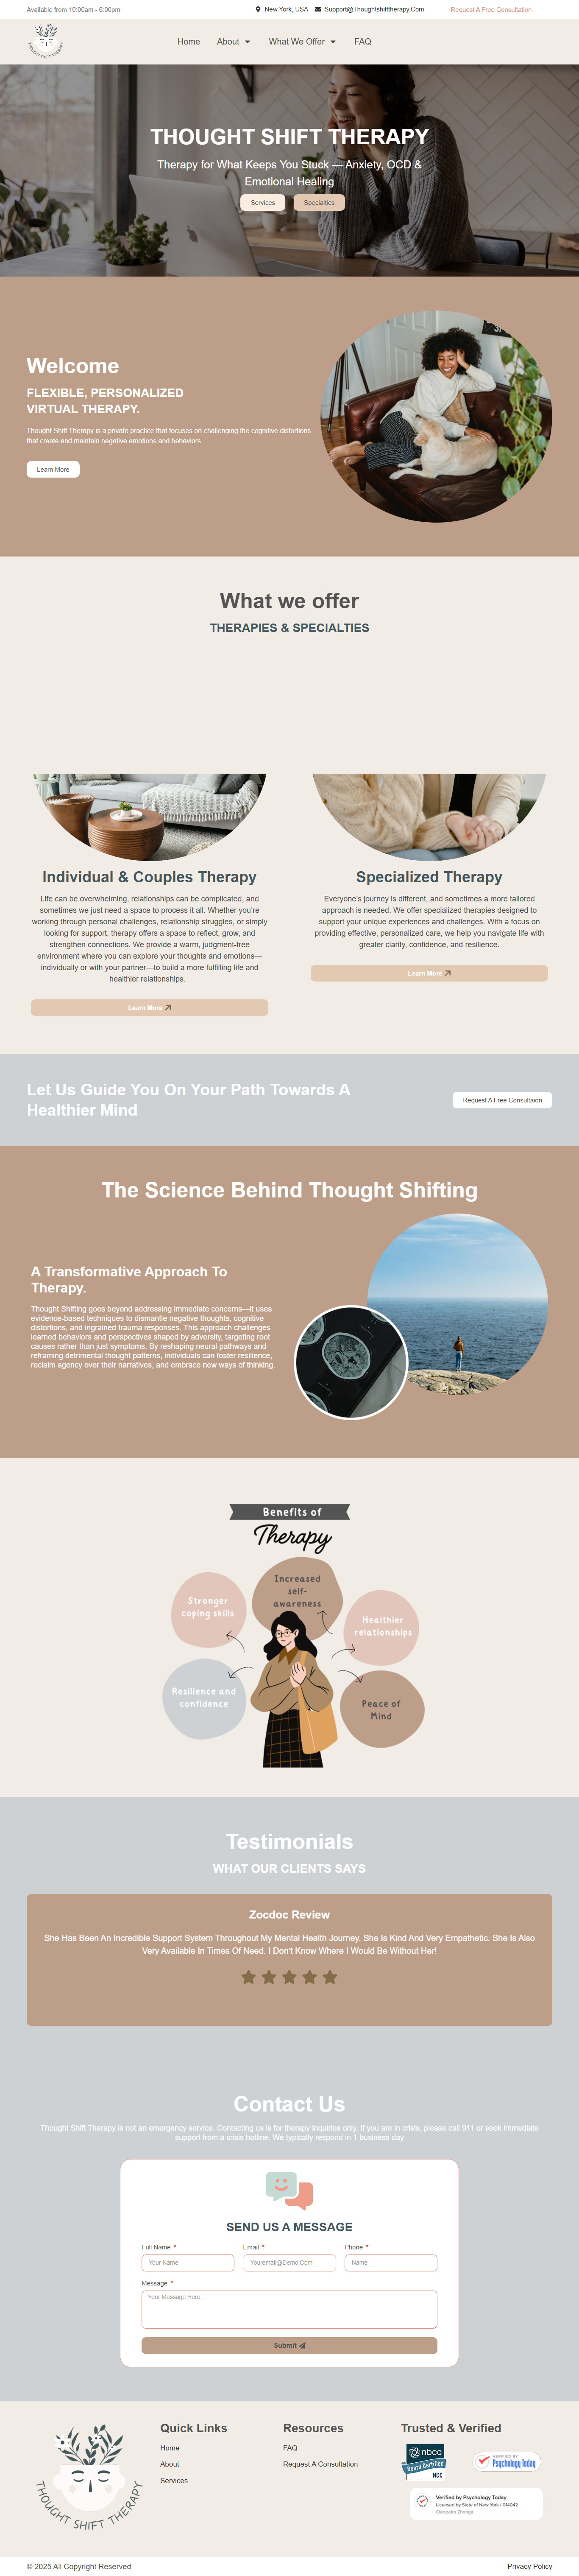 Available from 10:00am - 6:00pm
New York, USA
Support@Thoughtshifttherapy.Com
Request A Free Consultation
THOUGHT SHIFT THERAPY
Home
About
What We Offer
FAQ
THOUGHT SHIFT THERAPY
Therapy for What Keeps You Stuck — Anxiety, OCD &
Emotional Healing
Services
Specialties
Welcome
FLEXIBLE, PERSONALIZED
VIRTUAL THERAPY.
Thought Shift Therapy is a private practice that focuses on challenging the cognitive distortions
that create and maintain negative emotions and behaviors.
Learn More
What we offer
THERAPIES & SPECIALTIES
Individual & Couples Therapy
Life can be overwhelming, relationships can be complicated, and
sometimes we just need a space to process it all. Whether you're
working through personal challenges, relationship struggles, or simply
looking for support, therapy offers a space to reflect, grow, and
strengthen connections. We provide a warm, judgment-free
environment where you can explore your thoughts and emotions—
individually or with your partner—to build a more fulfilling life and
healthier relationships.
Learn More
Specialized Therapy
Everyone's journey is different, and sometimes a more tailored
approach is needed. We offer specialized therapies designed to
support your unique experiences and challenges. With a focus on
providing effective, personalized care, we help you navigate life with
greater clarity, confidence, and resilience.
Learn More
Let Us Guide You On Your Path Towards A
Healthier Mind
Request A Free Consultaion
The Science Behind Thought Shifting
A Transformative Approach To
Therapy.
Thought Shifting goes beyond addressing immediate concerns—it uses
evidence-based techniques to dismantle negative thoughts, cognitive
distortions, and ingrained trauma responses. This approach challenges
learned behaviors and perspectives shaped by adversity, targeting root
causes rather than just symptoms. By reshaping neural pathways and
reframing detrimental thought patterns, individuals can foster resilience,
reclaim agency over their narratives, and embrace new ways of thinking.
Benefits of
Therapy
Increased
self-
awareness
Stronger
coping skills
Healthier
relationships
Resilience and
confidence
Peace of
Mind
Testimonials
WHAT OUR CLIENTS SAYS
Zocdoc Review
She Has Been An Incredible Support System Throughout My Mental Health Journey. She Is Kind And Very Empathetic. She Is Also
Very Available In Times Of Need. I Don't Know Where I Would Be Without Her!
Contact Us
Thought Shift Therapy is not an emergency service. Contacting us is for therapy inquiries only. If you are in crisis, please call 911 or seek immediate
support from a crisis hotline. We typically respond in 1 business day
SEND US A MESSAGE
Full Name *
Email *
Phone *
Your Name
Youremail@Demo.Com
Name
Message *
Your Message Here..
Submit
THOUGHT SHIFT THERAPY
Quick Links
Home
About
Services
Resources
FAQ
Request A Consultation
Trusted & Verified
nbcc
Board Certified
NCC
VERIFIED BY
Psychology Today
Verified by Psychology Today
Licensed by State of New York / 014042
Cleopatra Zhonga
© 2025 All Copyright Reserved
Privacy Policy